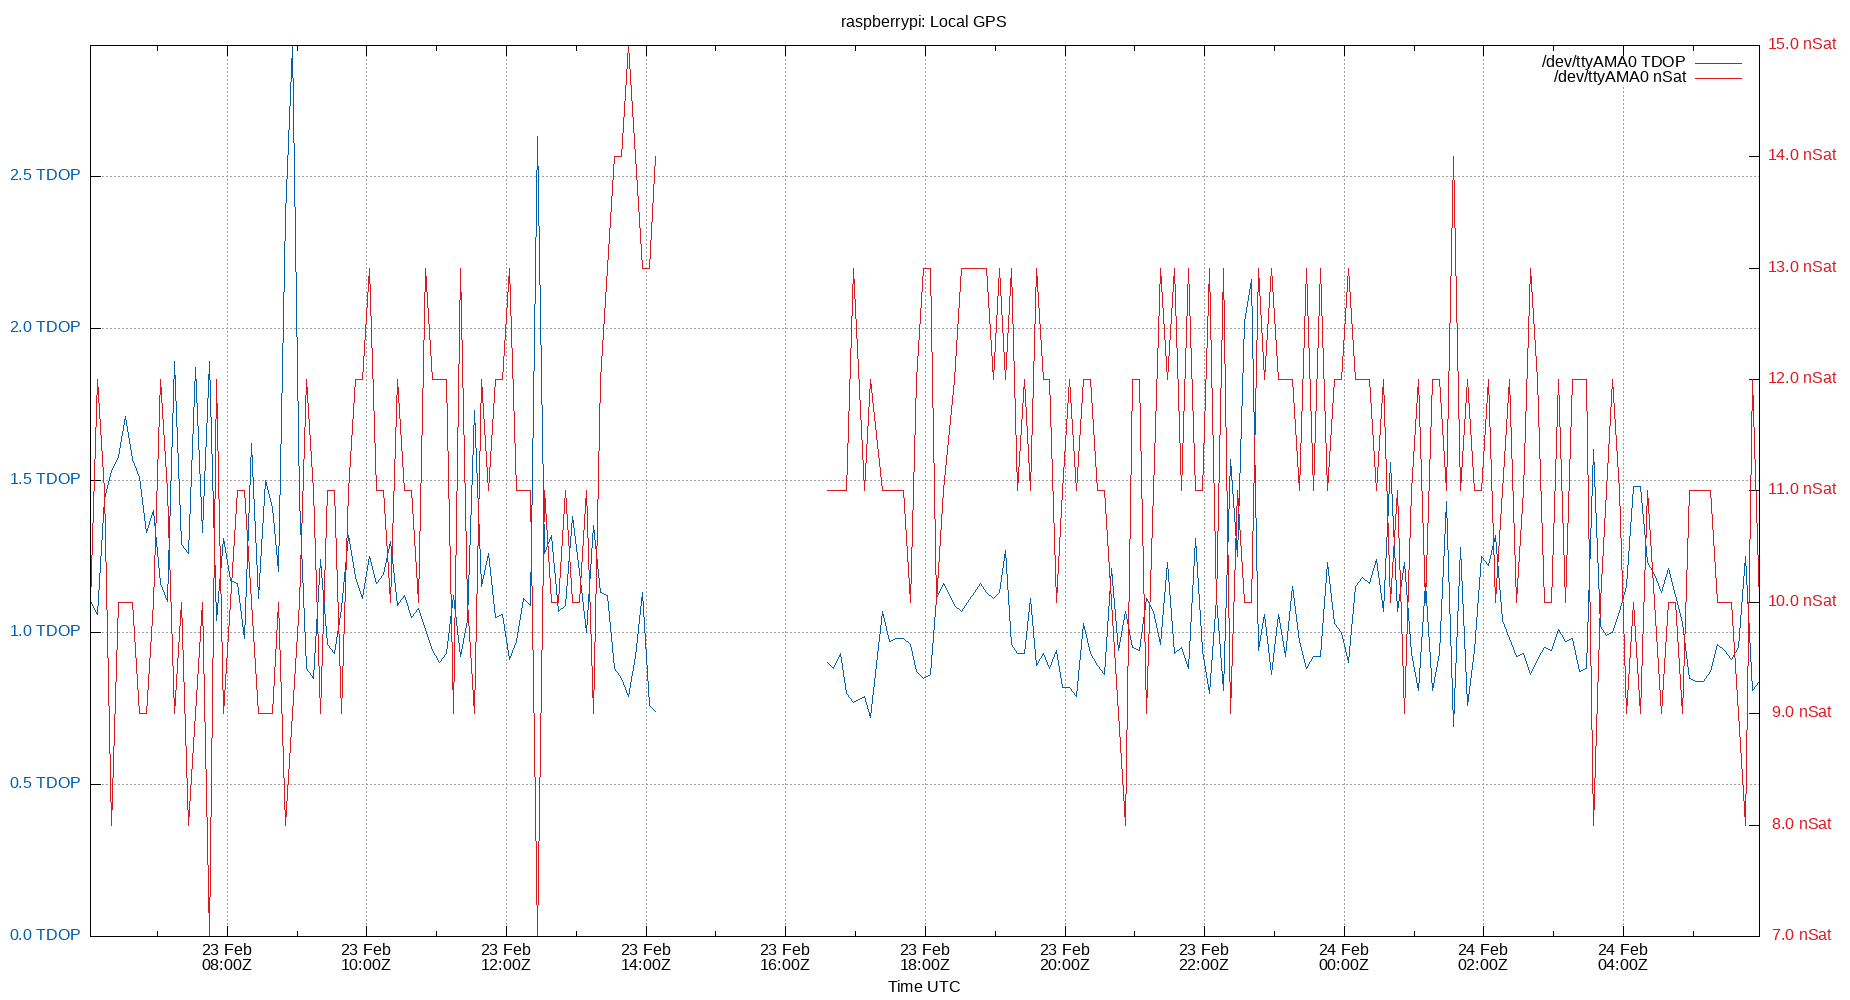 raspberrypi: Local GPS
15.0 nSat
/dev/ttyAMA0 TDOP
/dev/ttyAMA0 nSat
14.0 nSat
2.5 TDOP
13.0 nSat
2.0 TDOP
12.0 nSat
1.5 TDOP
11.0 nSat
10.0 nSat
1.0 TDOP
9.0 nSat
0.5 TDOP
8.0 nSat
0.0 TDOP
7.0 nSat
23 Feb 23 Feb 23 Feb 23 Feb 23 Feb 23 Feb 23 Feb 23 Feb 24 Feb 24 Feb 24 Feb
08:00Z 10:00Z 12:00Z 14:00Z 16:00Z 18:00Z 20:00Z 22:00Z 00:00Z 02:00Z 04:00Z
Time UTC